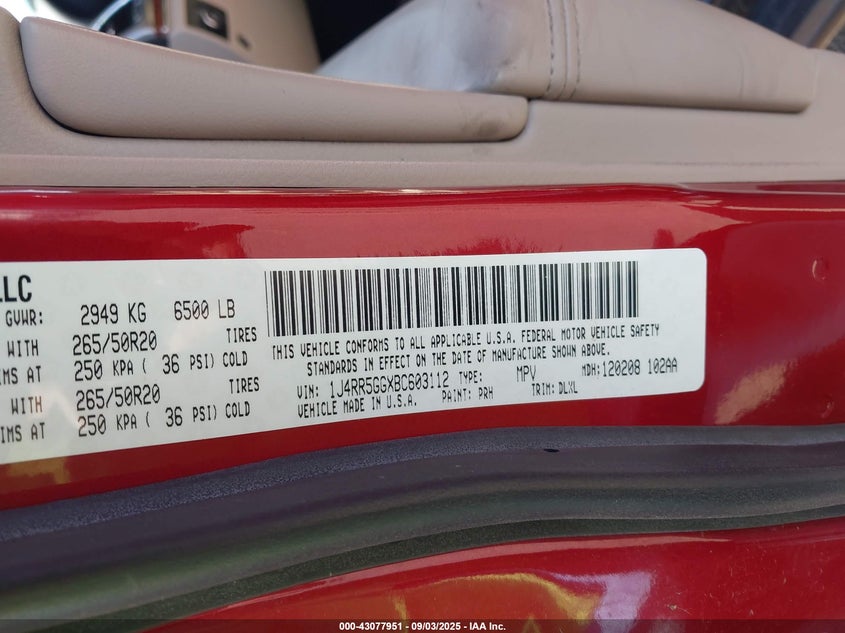 LLC
GVWR: 2949 KG 6500 LB
WITH 265/50R20 TIRES
IMS AT 250 KPA ( 36 PSI) COLD
WITH 265/50R20 TIRES
IMS AT 250 KPA ( 36 PSI) COLD
THIS VEHICLE CONFORMS TO ALL APPLICABLE U.S.A. FEDERAL MOTOR VEHICLE SAFETY
STANDARDS IN EFFECT ON THE DATE OF MANUFACTURE SHOWN ABOVE.
VIN: 1J4RR5GGXBC603112 TYPE: MPV MDH: 120208 102AA
VEHICLE MADE IN U.S.A. PAINT: PRH TRIM: DLXL
000-43077951 - 09/03/2025 - IAA Inc.